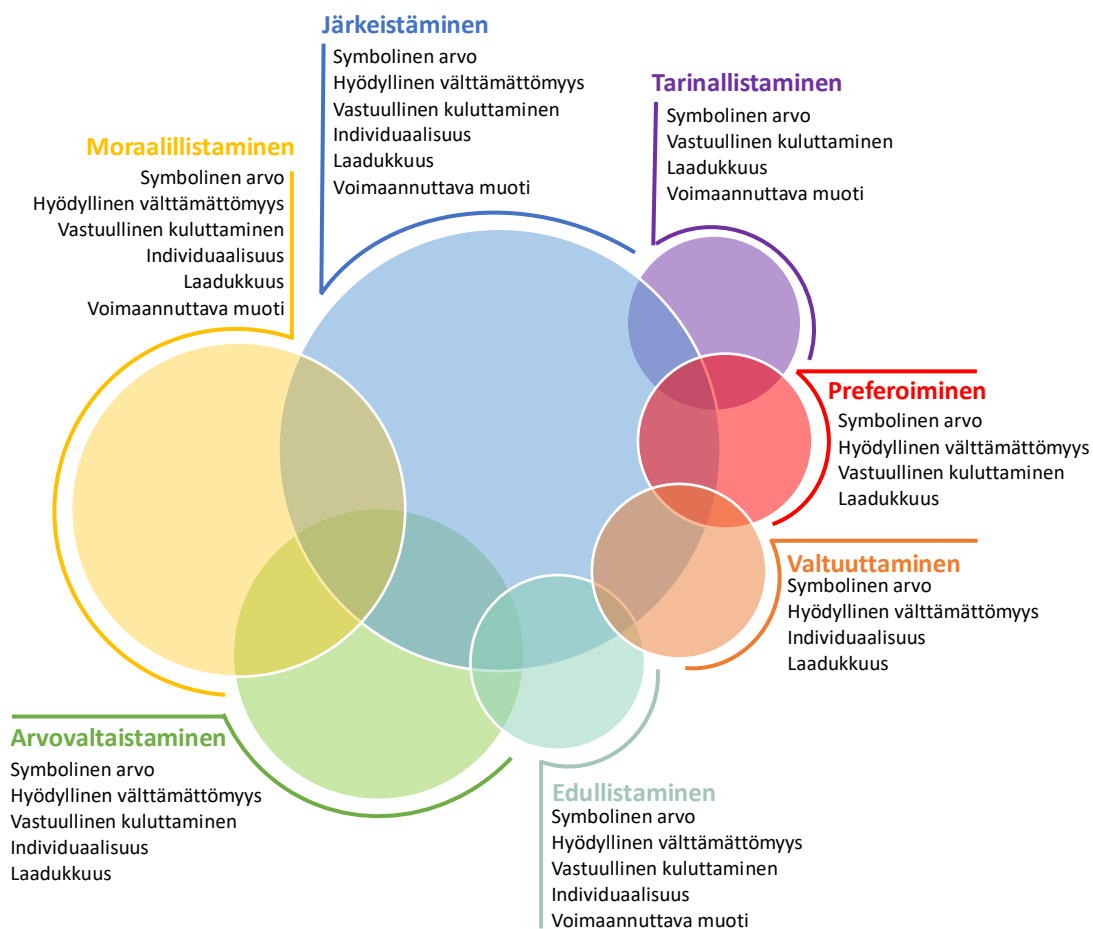 Järkeistäminen
Symbolinen arvo
Hyödyllinen välttämättömyys
Vastuullinen kuluttaminen
Individuaalisuus
Laadukkuus
Voimaannuttava muoti
Tarinallistaminen
Symbolinen arvo
Vastuullinen kuluttaminen
Laadukkuus
Voimaannuttava muoti
Moraalillistaminen
Symbolinen arvo
Hyödyllinen välttämättömyys
Vastuullinen kuluttaminen
Individuaalisuus
Laadukkuus
Voimaannuttava muoti
Preferoiminen
Symbolinen arvo
Hyödyllinen välttämättömyys
Vastuullinen kuluttaminen
Laadukkuus
Valtuuttaminen
Symbolinen arvo
Hyödyllinen välttämättömyys
Individuaalisuus
Laadukkuus
Arvovaltaistaminen
Symbolinen arvo
Hyödyllinen välttämättömyys
Vastuullinen kuluttaminen
Individuaalisuus
Laadukkuus
Edullistaminen
Symbolinen arvo
Hyödyllinen välttämättömyys
Vastuullinen kuluttaminen
Individuaalisuus
Voimaannuttava muoti